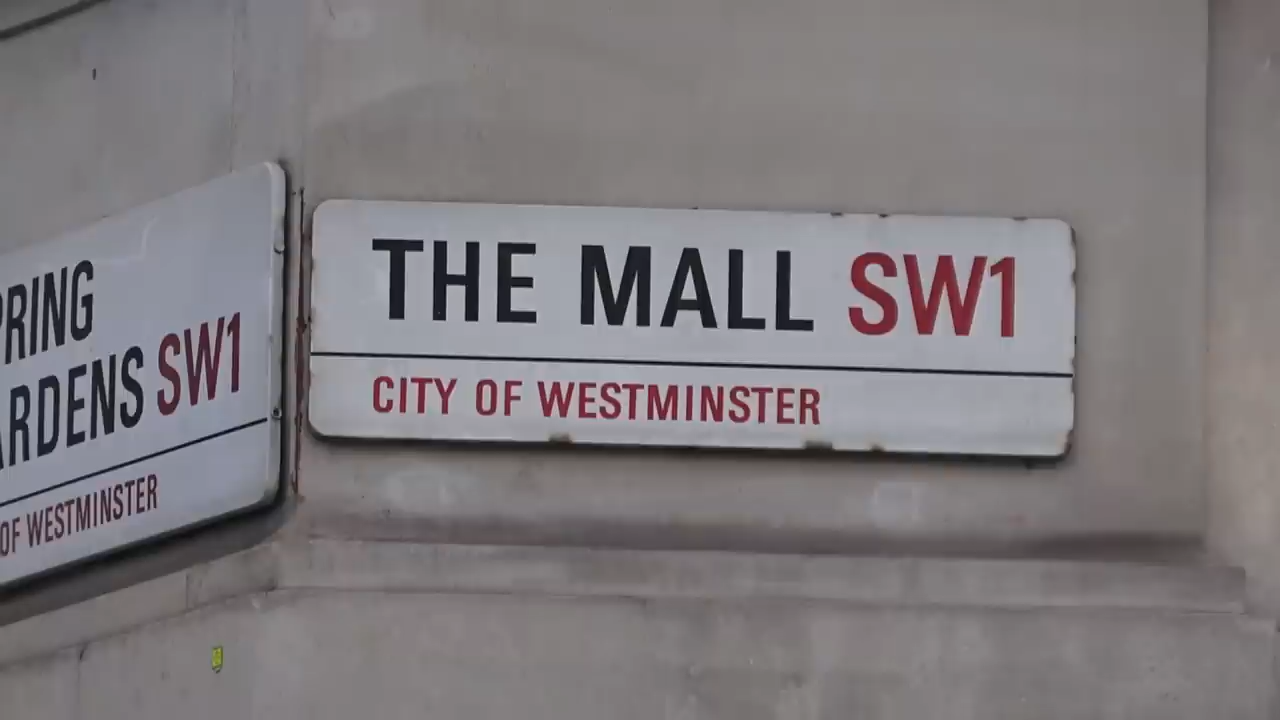 PRING
ARDENS SW1
OF WESTMINSTER
THE MALL SW1
CITY OF WESTMINSTER